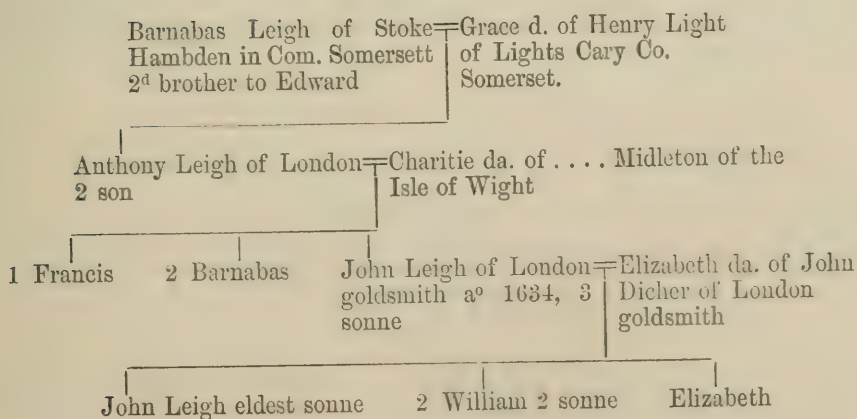 Barnabas Leigh of Stoke
Hambden in Com. Somersett
2d brother to Edward
Grace d. of Henry Light
of Lights Cary Co.
Somerset.
Anthony Leigh of London
2 son
Charitie da. of . . . . Midleton of the
Isle of Wight
1 Francis
2 Barnabas
John Leigh of London
goldsmith ao 1634, 3
sonne
Elizabeth da. of John
Dicher of London
goldsmith
John Leigh eldest sonne
2 William 2 sonne
Elizabeth